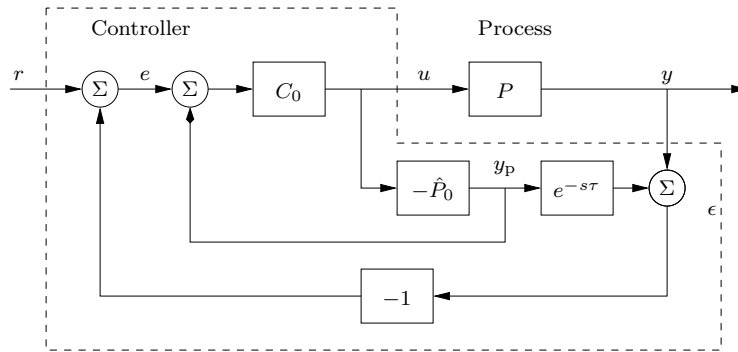 Controller
Process
r
Σ
e
Σ
C₀
u
P
y
-P̂₀
yₚ
e^{-sτ}
Σ
ϵ
-1